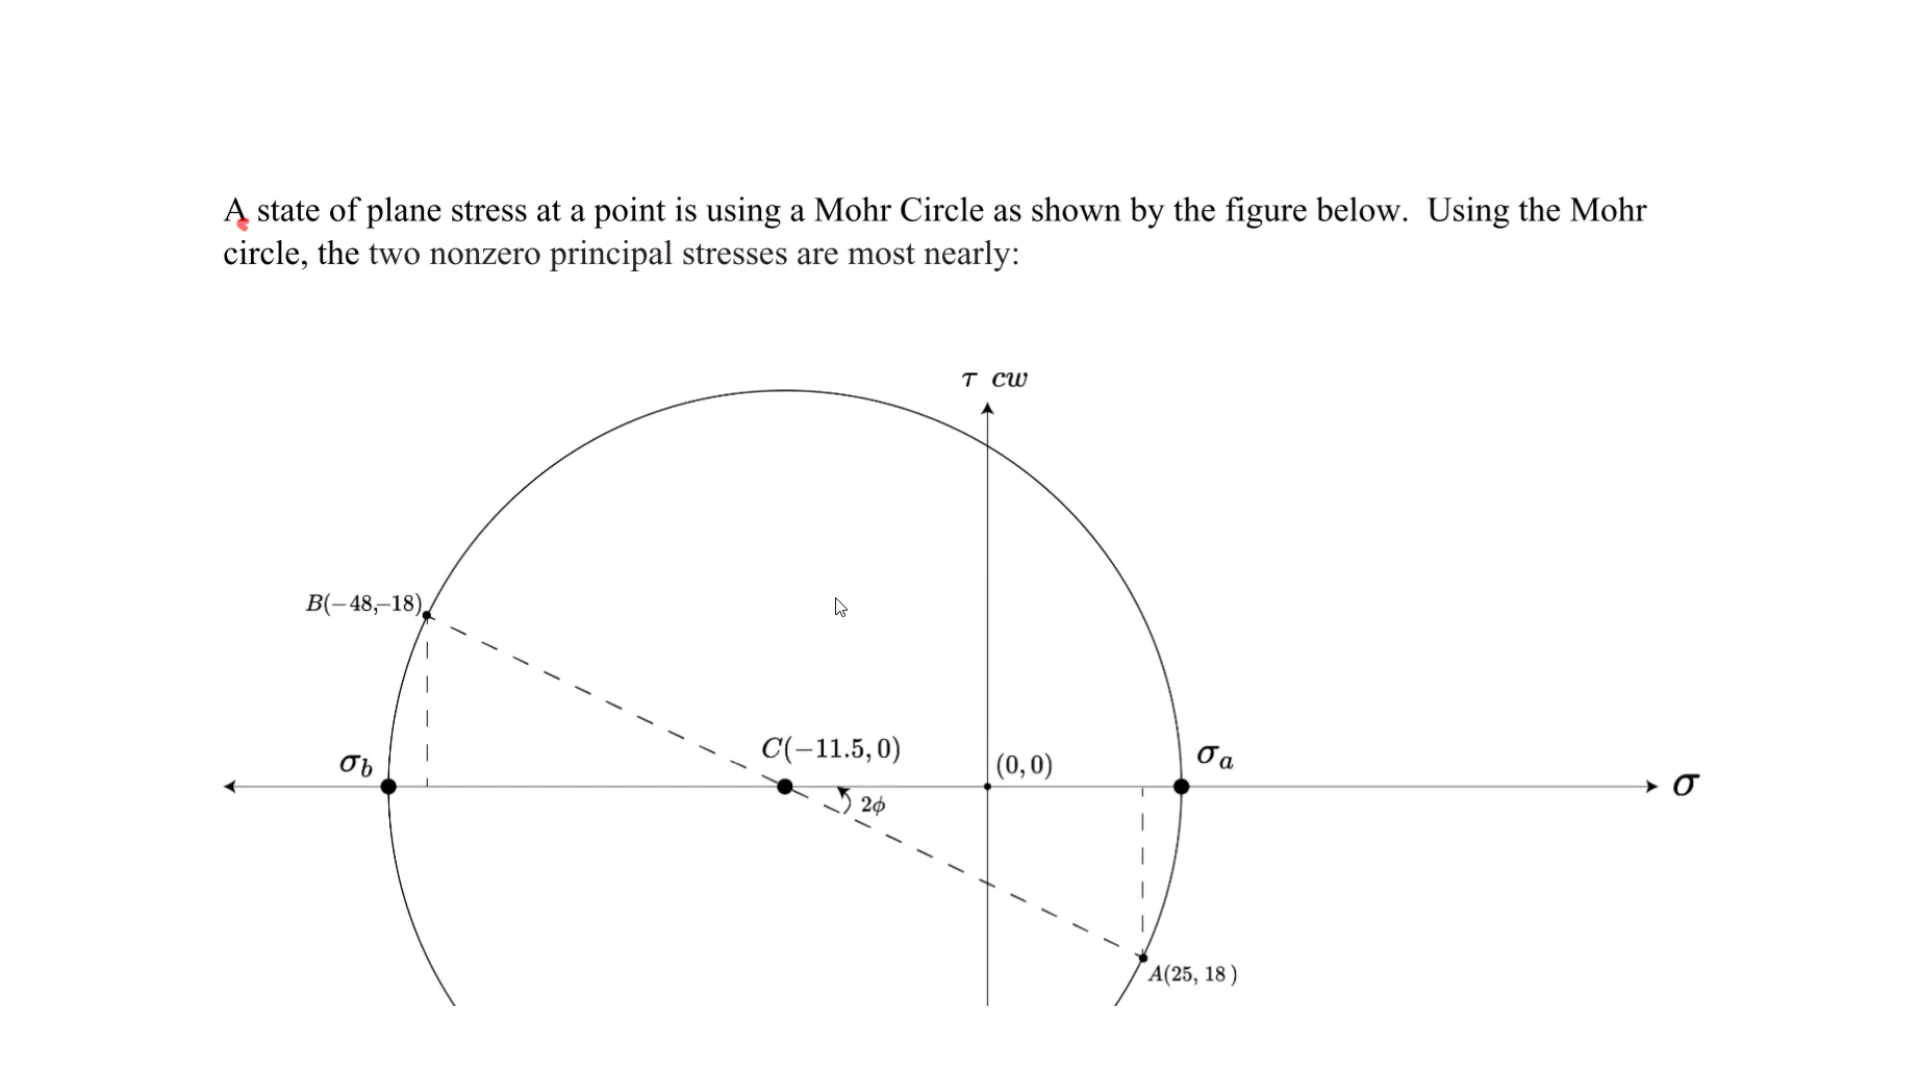 A state of plane stress at a point is using a Mohr Circle as shown by the figure below.  Using the Mohr
circle, the two nonzero principal stresses are most nearly:
τ cw
B(−48,−18)
C(−11.5, 0)
(0, 0)
σa
σb
σ
2ϕ
A(25, 18 )